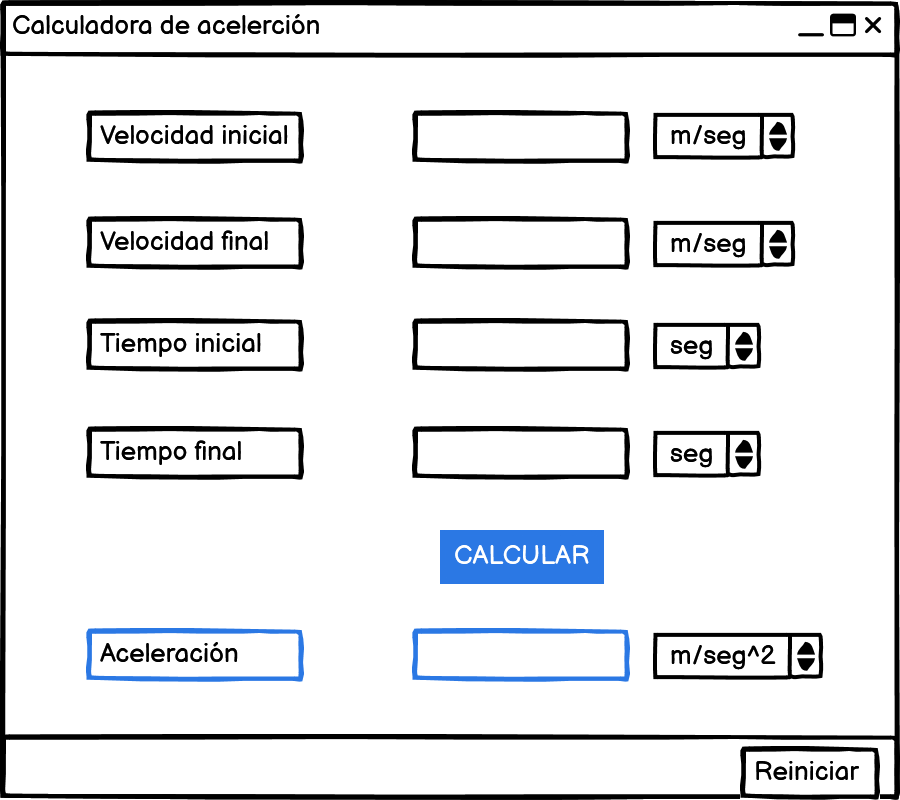 Calculadora de acelerción
Velocidad inicial
m/seg
Velocidad final
m/seg
Tiempo inicial
seg
Tiempo final
seg
CALCULAR
Aceleración
m/seg^2
Reiniciar